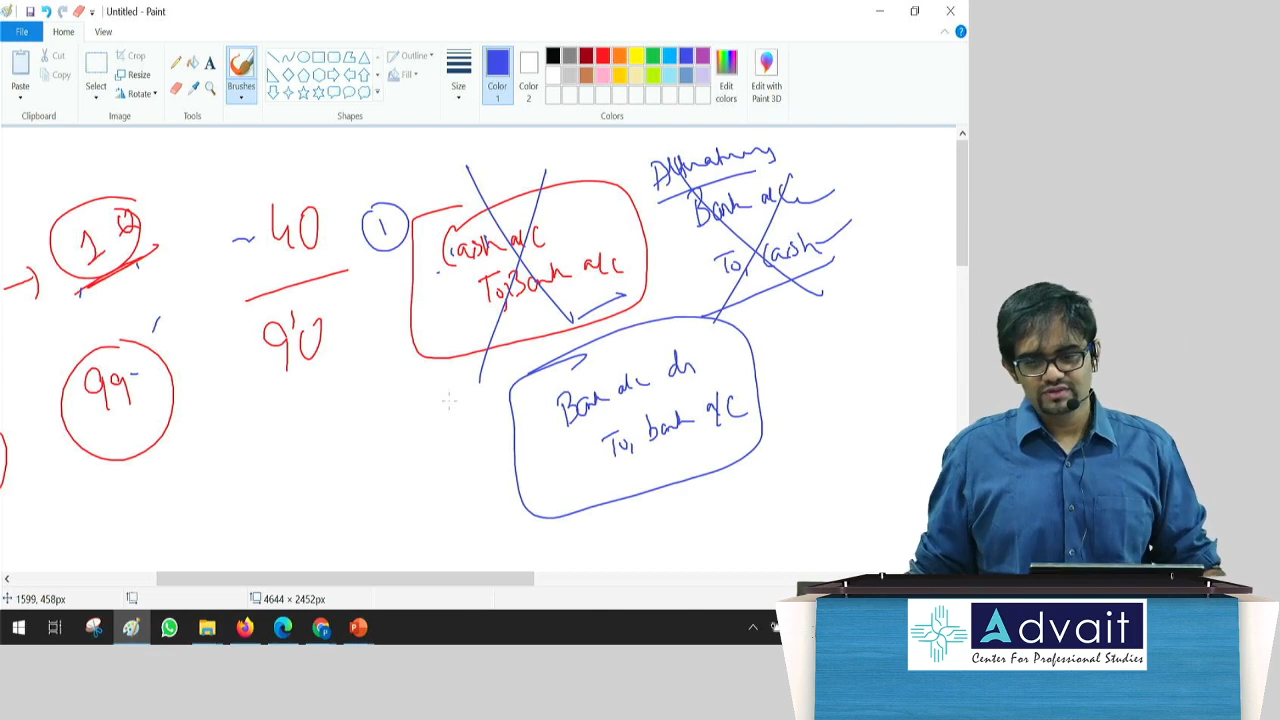 Untitled - Paint
File
Home
View
Paste
Cut
Copy
Clipboard
Select
Crop
Resize
Rotate
Image
A
Tools
Brushes
Outline
Fill
Shapes
Size
Color 1
Color 2
Edit colors
Edit with Paint 3D
Colors
40
90
99
1
Cash a/c
To, Bank a/c
Bank a/c
To, Cash
Bank a/c dr
To, bank a/c
1599, 458px
4644 × 2452px
Advait
Center For Professional Studies